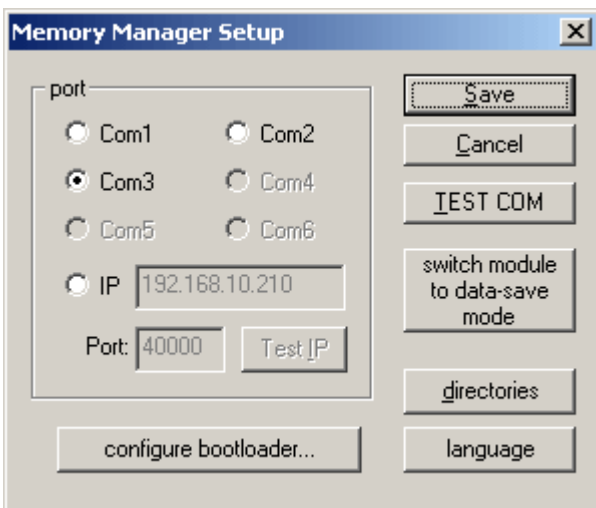 Memory Manager Setup
port
Com1 Com2
Com3 Com4
Com5 Com6
IP 192.168.10.210
Port: 40000 Test IP
configure bootloader...
Save
Cancel
TEST COM
switch module
to data-save
mode
directories
language